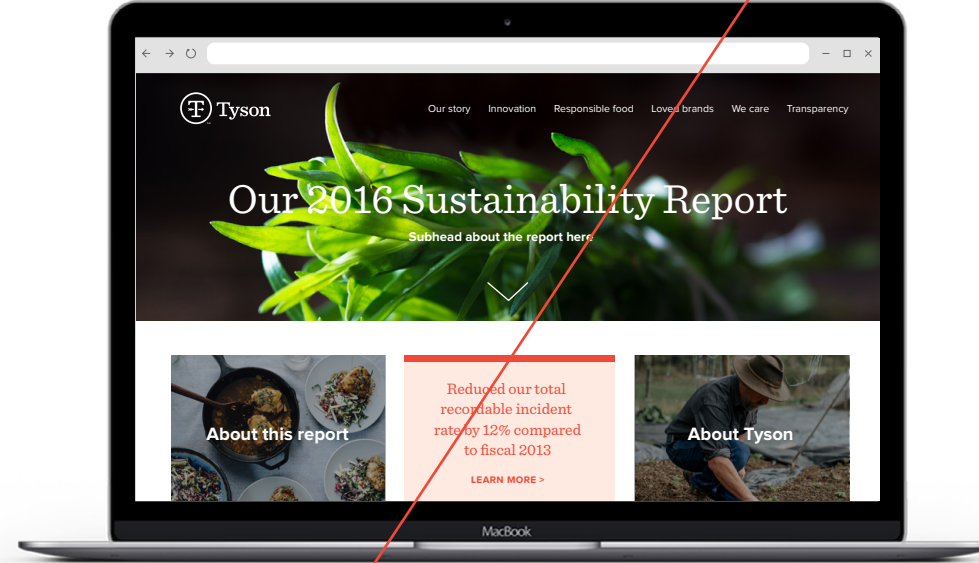 Tyson
Our story Innovation Responsible food Loved brands We care Transparency
Our 2016 Sustainability Report
Subhead about the report here
About this report
Reduced our total
recordable incident
rate by 12% compared
to fiscal 2013
LEARN MORE >
About Tyson
MacBook